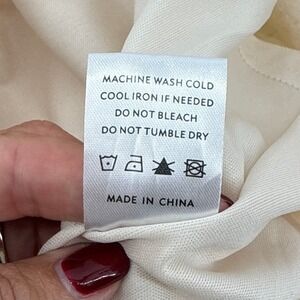 MACHINE WASH COLD
COOL IRON IF NEEDED
DO NOT BLEACH
DO NOT TUMBLE DRY
MADE IN CHINA